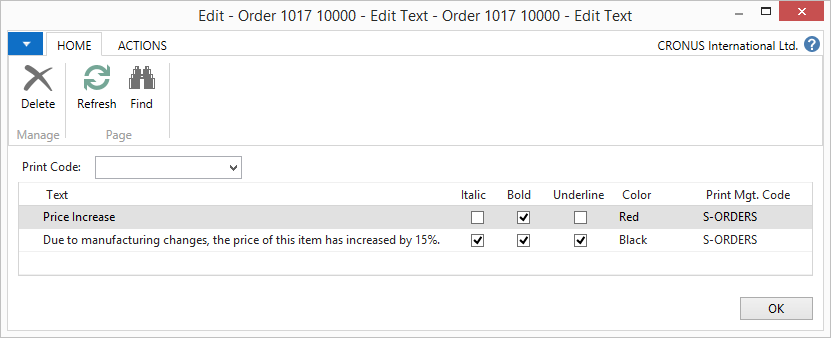 Edit - Order 1017 10000 - Edit Text - Order 1017 10000 - Edit Text
HOME ACTIONS CRONUS International Ltd. ?
Delete Refresh Find
Manage Page
Print Code:
Text Italic Bold Underline Color Print Mgt. Code
Price Increase Red S-ORDERS
Due to manufacturing changes, the price of this item has increased by 15%. Black S-ORDERS
OK